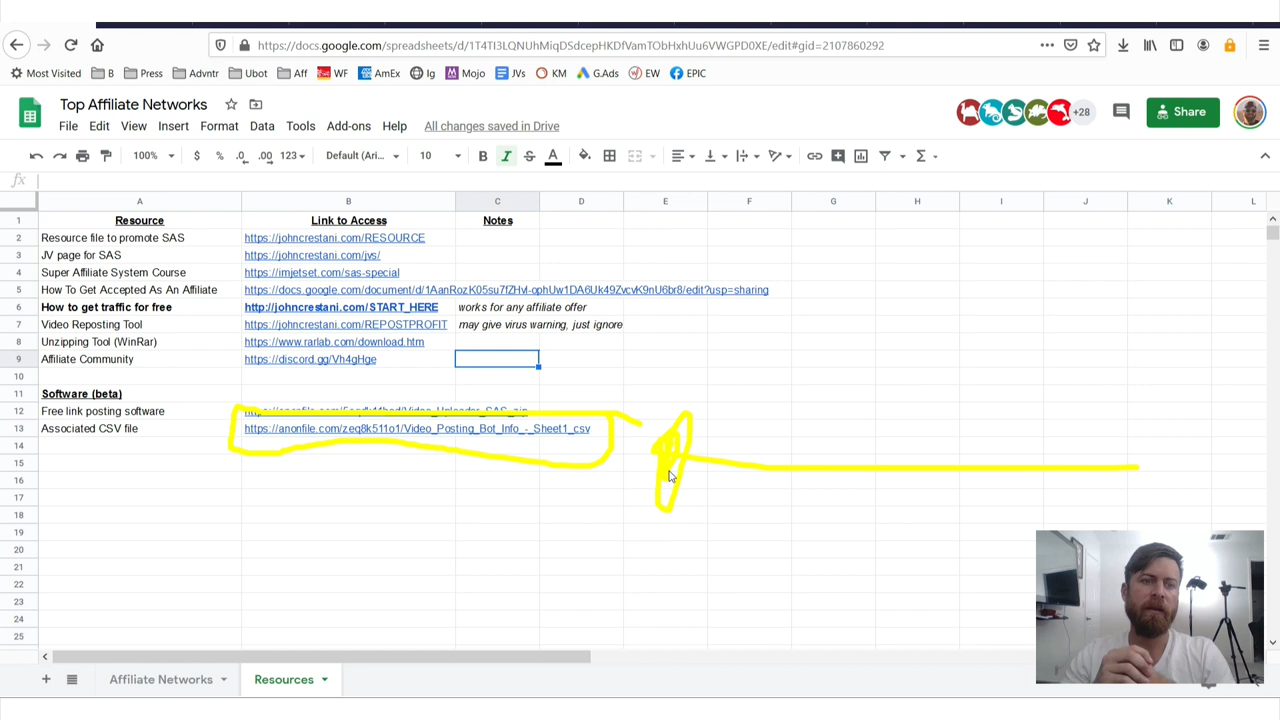 https://docs.google.com/spreadsheets/d/1T4TI3LQNUhMiqDSdcepHKDfVamTObHxhUu6VWGPD0XE/edit#gid=2107860292
Most Visited B Press Advntr Ubot Aff WF AmEx Ig Mojo JVs KM G.Ads EW EPIC
Top Affiliate Networks
+28
Share
File Edit View Insert Format Data Tools Add-ons Help All changes saved in Drive
100% $ % .0 .00 123 Default (Ari... 10 B I S A
fx
A B C D E F G H I J K L
1 Resource Link to Access Notes
2 Resource file to promote SAS https://johncrestani.com/RESOURCE
3 JV page for SAS https://johncrestani.com/jvs/
4 Super Affiliate System Course https://imjetset.com/sas-special
5 How To Get Accepted As An Affiliate https://docs.google.com/document/d/1AanRozK05su7fZHvI-ophUw1DA6Uk49ZvcvK9nU6br8/edit?usp=sharing
6 How to get traffic for free http://johncrestani.com/START_HERE works for any affiliate offer
7 Video Reposting Tool https://johncrestani.com/REPOSTPROFIT may give virus warning, just ignore
8 Unzipping Tool (WinRar) https://www.rarlab.com/download.htm
9 Affiliate Community https://discord.gg/Vh4gHge
10
11 Software (beta)
12 Free link posting software
13 Associated CSV file https://anonfile.com/zeq8k511o1/Video_Posting_Bot_Info_-_Sheet1_csv
14
15
16
17
18
19
20
21
22
23
24
25
Affiliate Networks Resources